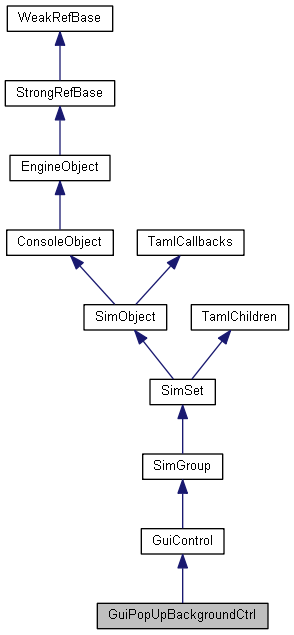 WeakRefBase
StrongRefBase
EngineObject
ConsoleObject
TamlCallbacks
SimObject
TamlChildren
SimSet
SimGroup
GuiControl
GuiPopUpBackgroundCtrl